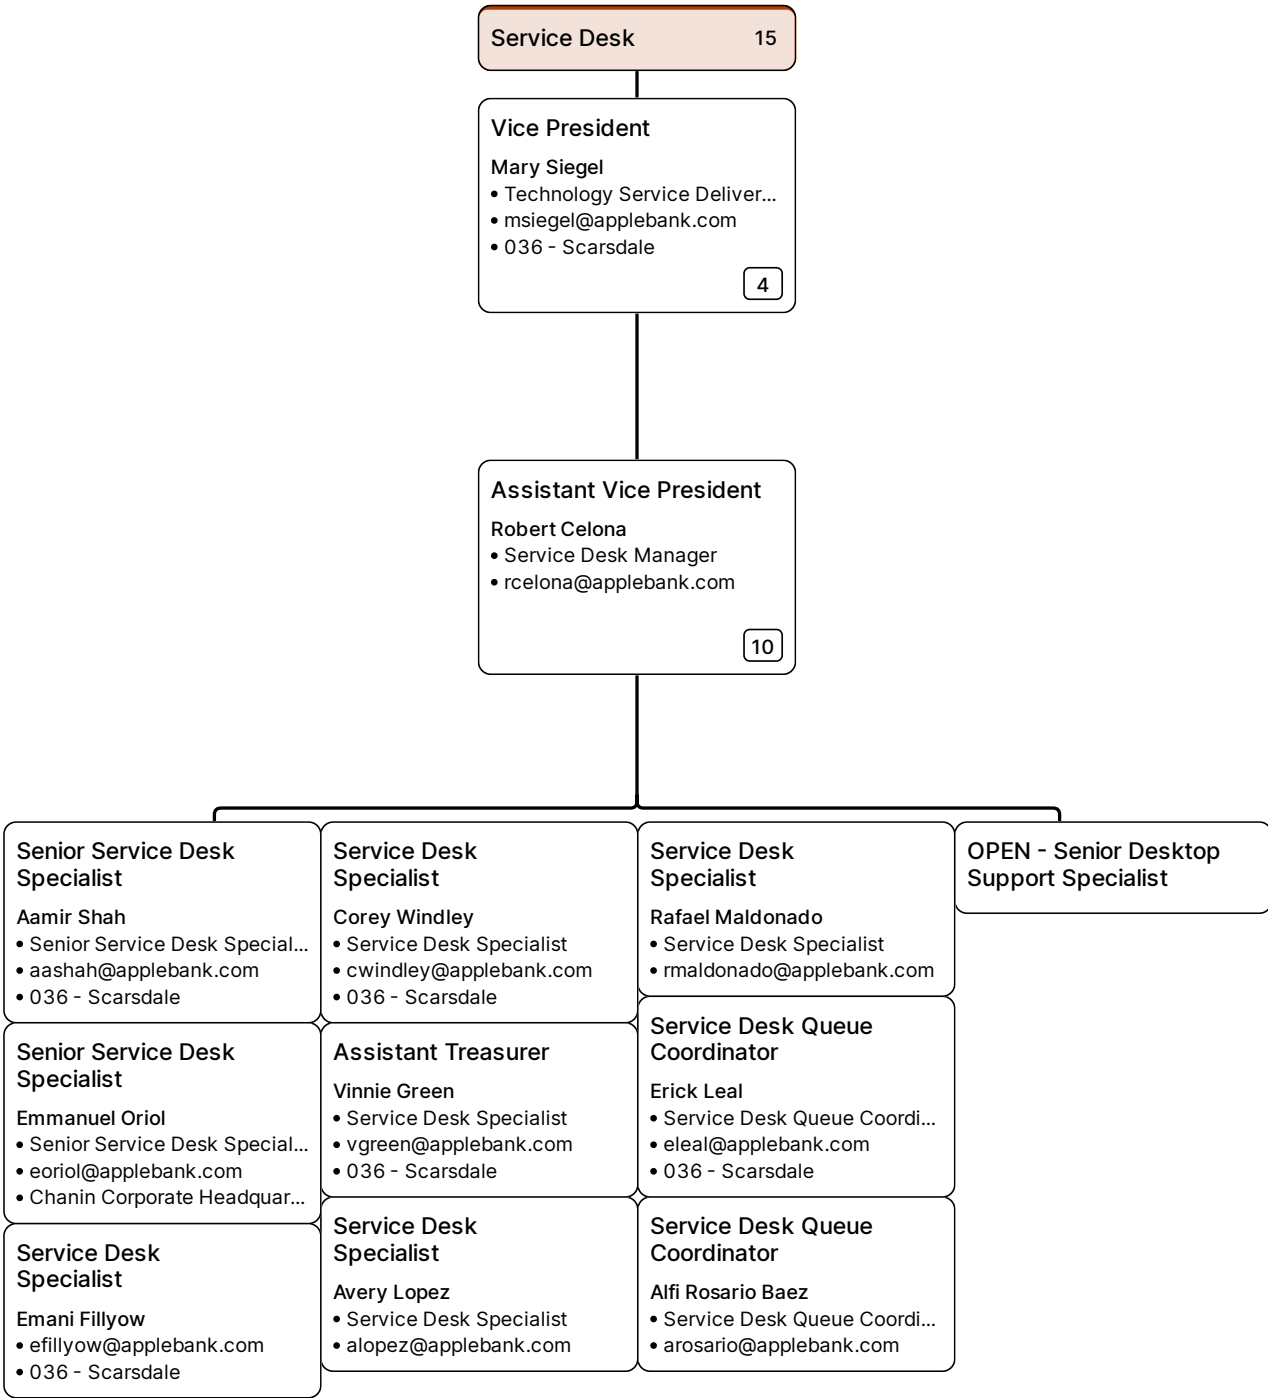 Service Desk 15
Vice President
Mary Siegel
• Technology Service Deliver...
• msiegel@applebank.com
• 036 - Scarsdale
4
Assistant Vice President
Robert Celona
• Service Desk Manager
• rcelona@applebank.com
10
Senior Service Desk
Specialist
Aamir Shah
• Senior Service Desk Special...
• aashah@applebank.com
• 036 - Scarsdale
Senior Service Desk
Specialist
Emmanuel Oriol
• Senior Service Desk Special...
• eoriol@applebank.com
• Chanin Corporate Headquar...
Service Desk
Specialist
Emani Fillyow
• efillyow@applebank.com
• 036 - Scarsdale
Service Desk
Specialist
Corey Windley
• Service Desk Specialist
• cwindley@applebank.com
• 036 - Scarsdale
Assistant Treasurer
Vinnie Green
• Service Desk Specialist
• vgreen@applebank.com
• 036 - Scarsdale
Service Desk
Specialist
Avery Lopez
• Service Desk Specialist
• alopez@applebank.com
Service Desk
Specialist
Rafael Maldonado
• Service Desk Specialist
• rmaldonado@applebank.com
Service Desk Queue
Coordinator
Erick Leal
• Service Desk Queue Coordi...
• eleal@applebank.com
• 036 - Scarsdale
Service Desk Queue
Coordinator
Alfi Rosario Baez
• Service Desk Queue Coordi...
• arosario@applebank.com
OPEN - Senior Desktop
Support Specialist